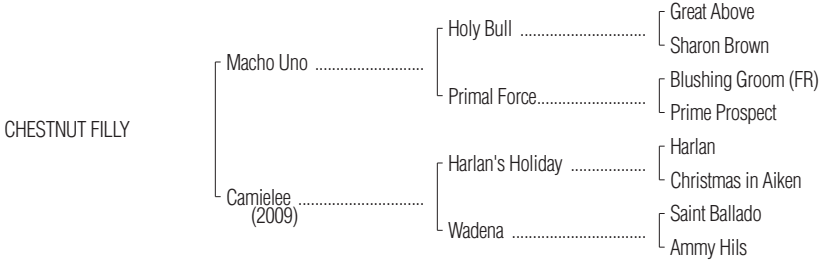 Great Above
Holy Bull ..............................
Sharon Brown
Macho Uno ..........................
Blushing Groom (FR)
Primal Force..........................
Prime Prospect
CHESTNUT FILLY
Harlan
Harlan's Holiday ..................
Christmas in Aiken
Camielee ..............................
(2009)
Saint Ballado
Wadena ................................
Ammy Hils